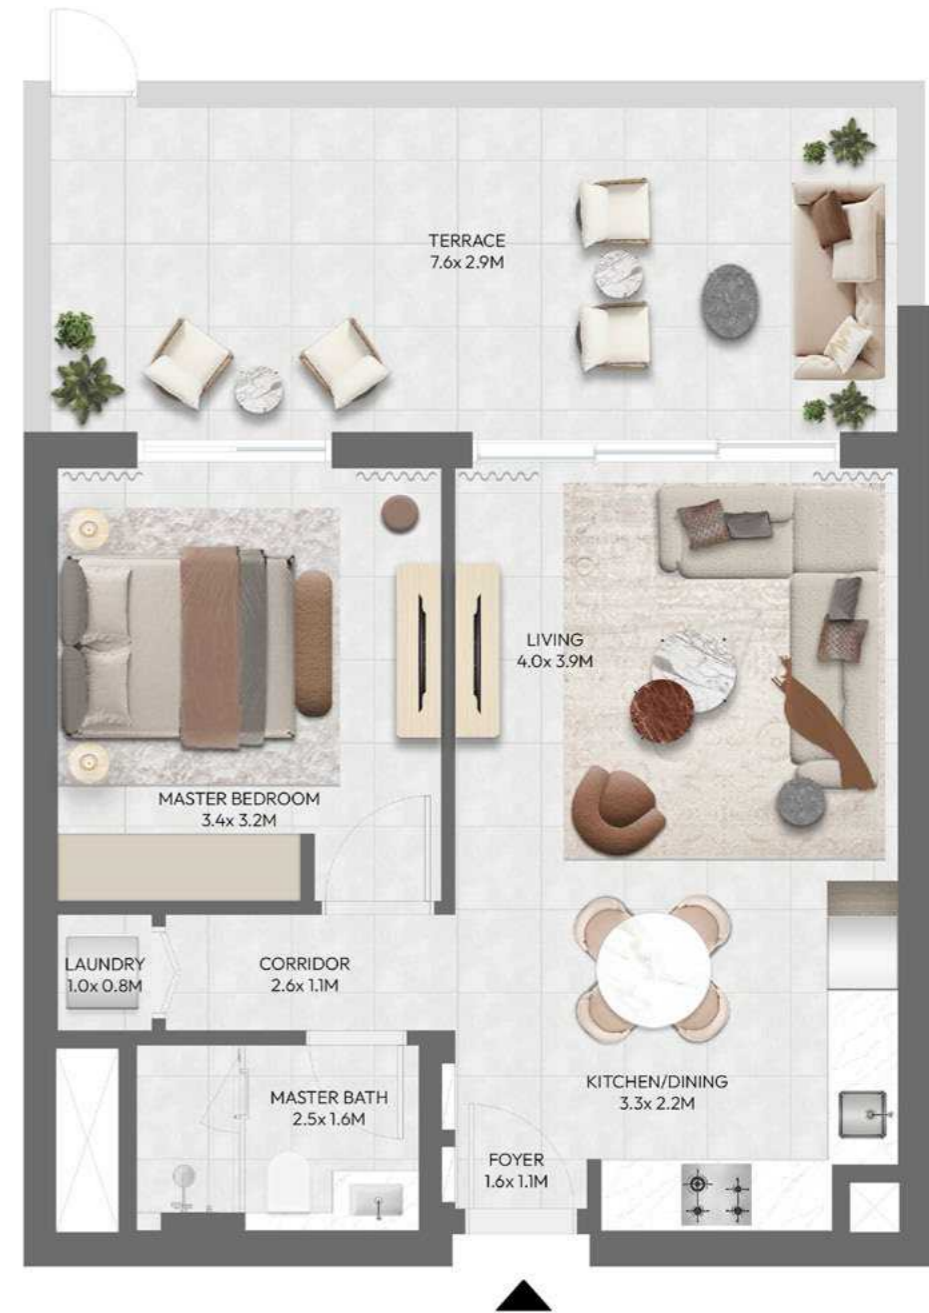 TERRACE
7.6x 2.9M
LIVING
4.0x 3.9M
MASTER BEDROOM
3.4x 3.2M
LAUNDRY
1.0x 0.8M
CORRIDOR
2.6x 1.1M
KITCHEN/DINING
3.3x 2.2M
MASTER BATH
2.5x 1.6M
FOYER
1.6x 1.1M